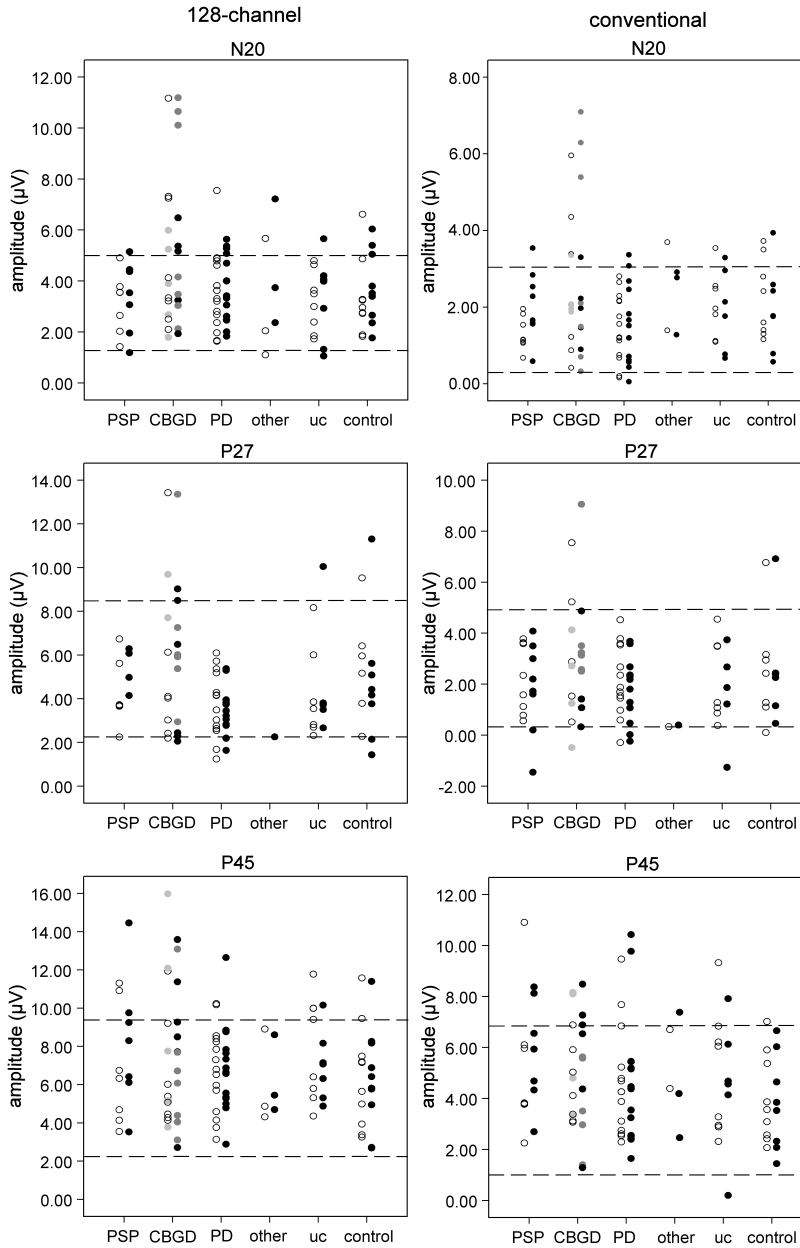 128-channel
conventional
N20
12.00
10.00
8.00
6.00
4.00
2.00
0.00
amplitude (µV)
PSP CBGD PD other uc control
N20
8.00
6.00
4.00
2.00
0.00
amplitude (µV)
PSP CBGD PD other uc control
P27
14.00
12.00
10.00
8.00
6.00
4.00
2.00
0.00
amplitude (µV)
PSP CBGD PD other uc control
P27
10.00
8.00
6.00
4.00
2.00
0.00
-2.00
amplitude (µV)
PSP CBGD PD other uc control
P45
16.00
14.00
12.00
10.00
8.00
6.00
4.00
2.00
0.00
amplitude (µV)
PSP CBGD PD other uc control
P45
12.00
10.00
8.00
6.00
4.00
2.00
0.00
amplitude (µV)
PSP CBGD PD other uc control